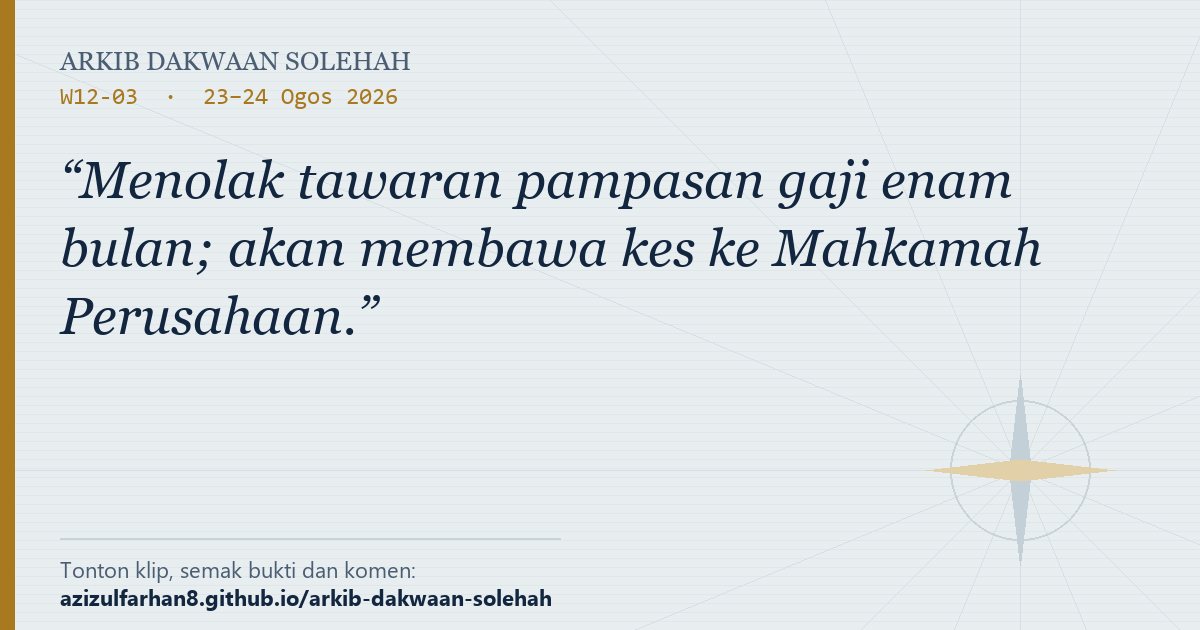 ARKIB DAKWAAN SOLEHAH
W12-03 · 23–24 Ogos 2026
“Menolak tawaran pampasan gaji enam
bulan; akan membawa kes ke Mahkamah
Perusahaan.”
Tonton klip, semak bukti dan komen:
azizulfarhan8.github.io/arkib-dakwaan-solehah